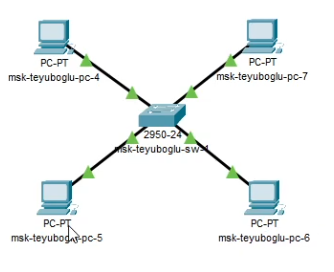 PC-PT
msk-teyuboglu-pc-4
PC-PT
msk-teyuboglu-pc-7
2950-24
msk-teyuboglu-sw-1
PC-PT
msk-teyuboglu-pc-5
PC-PT
msk-teyuboglu-pc-6